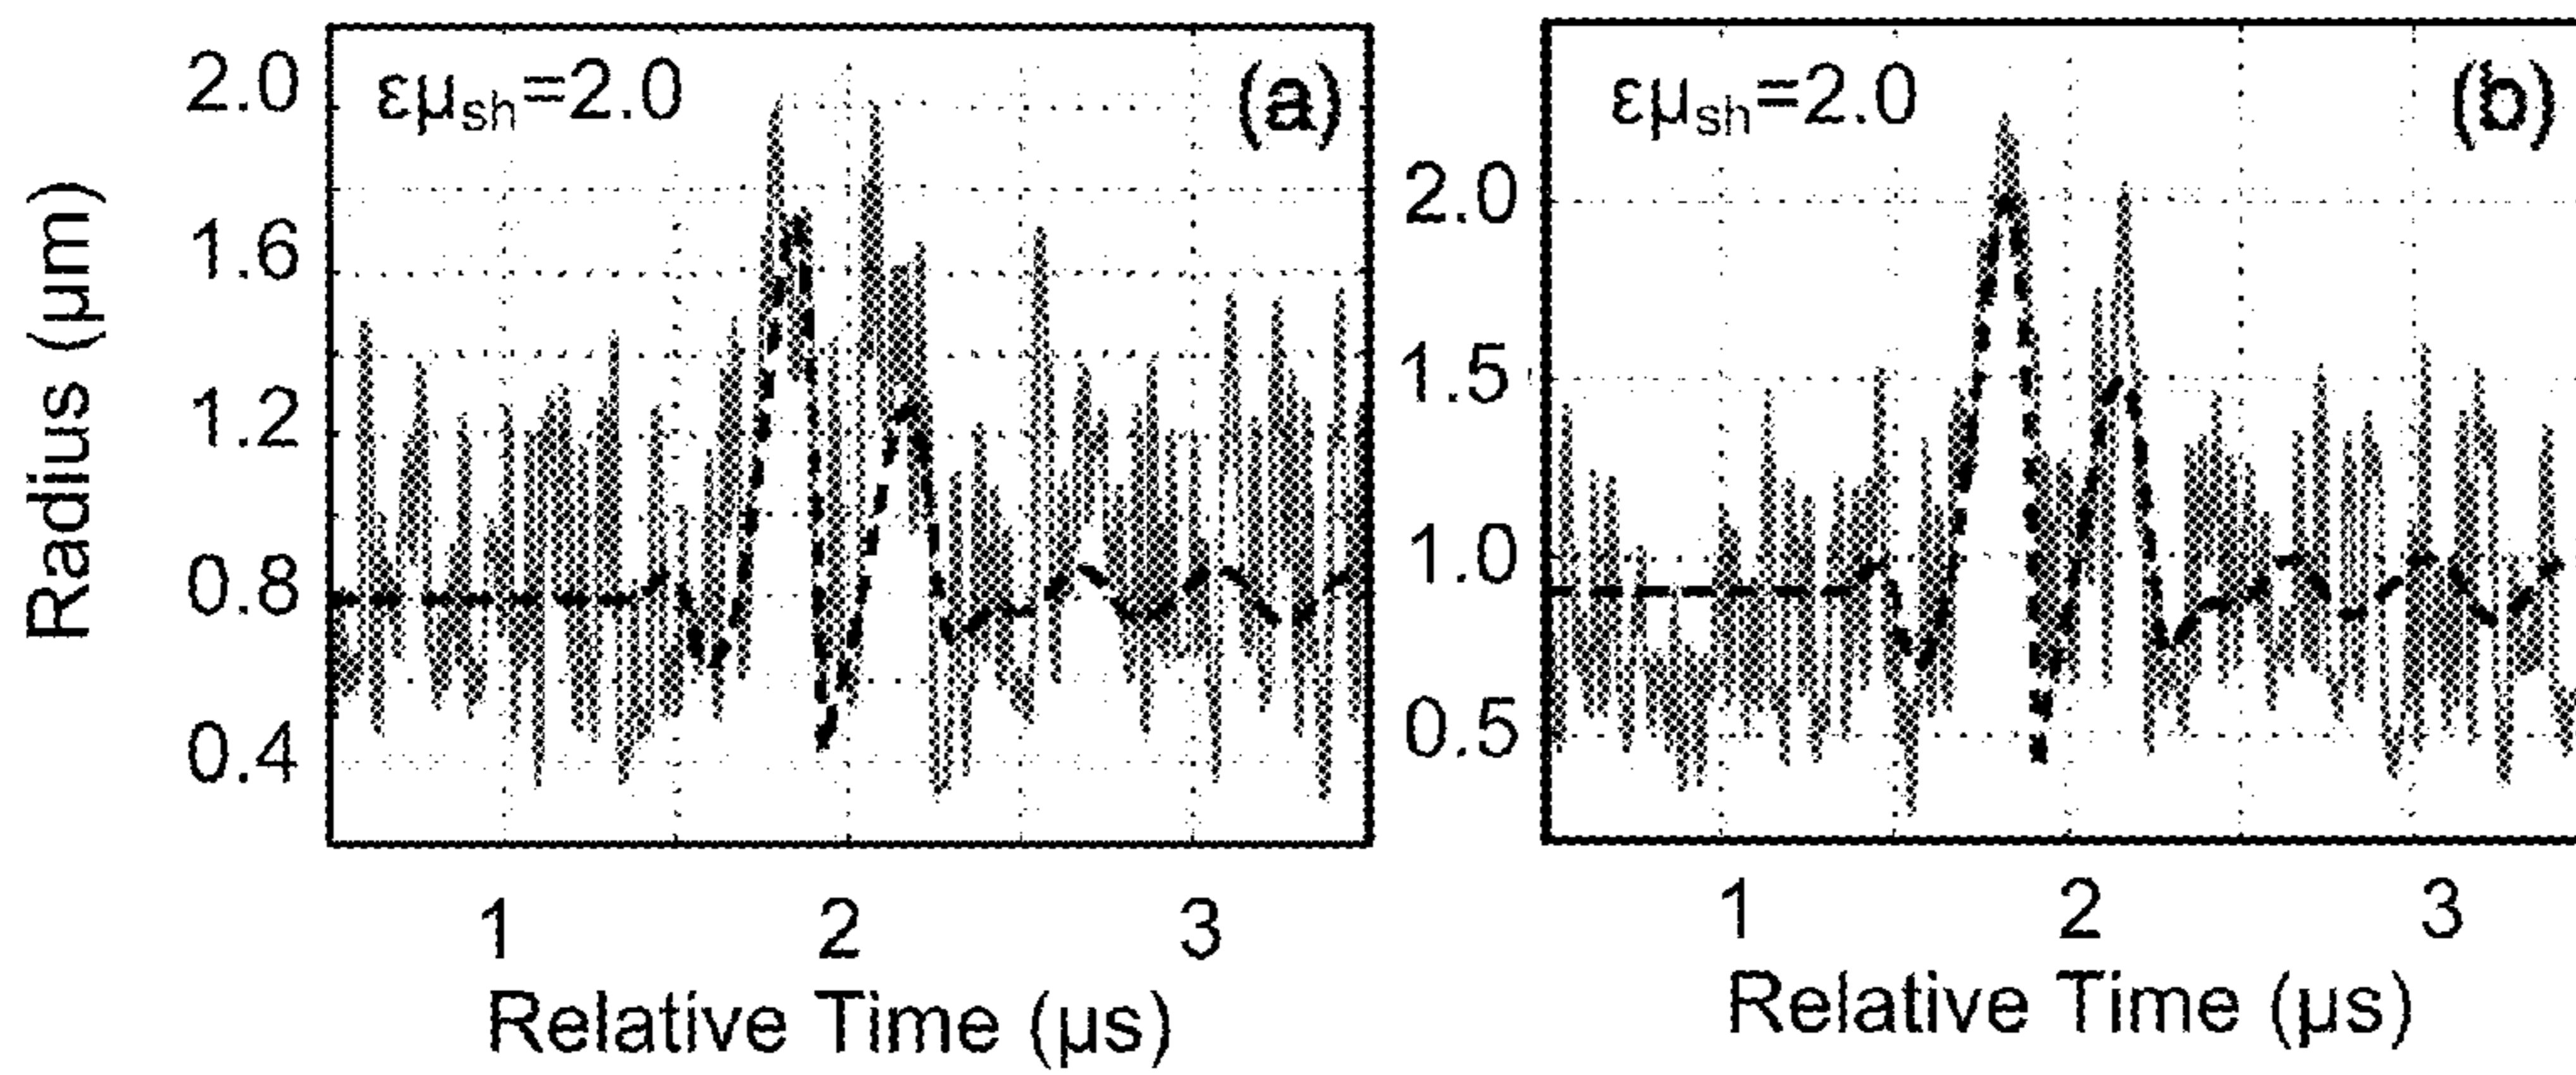 εμsh=2.0
(a)
Radius (μm)
2.0
1.6
1.2
0.8
0.4
1 2 3
Relative Time (μs)
εμsh=2.0
(b)
2.0
1.5
1.0
0.5
1 2 3
Relative Time (μs)